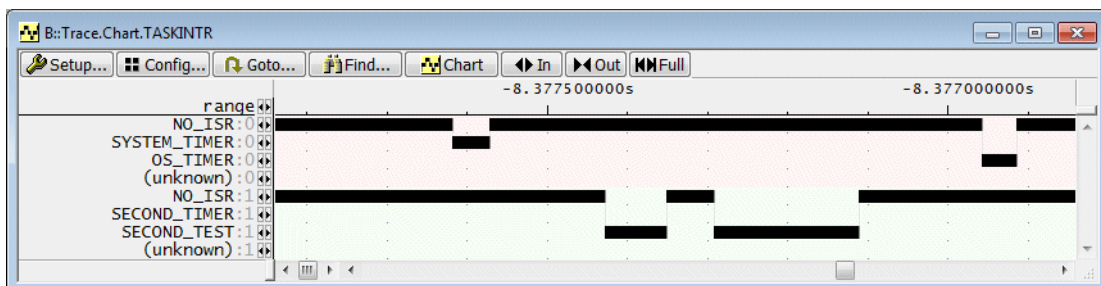 B::Trace.Chart.TASKINTR
Setup... Config... Goto... Find... Chart In Out Full
-8.377500000s -8.377000000s
range
NO_ISR:0
SYSTEM_TIMER:0
OS_TIMER:0
(unknown):0
NO_ISR:1
SECOND_TIMER:1
SECOND_TEST:1
(unknown):1